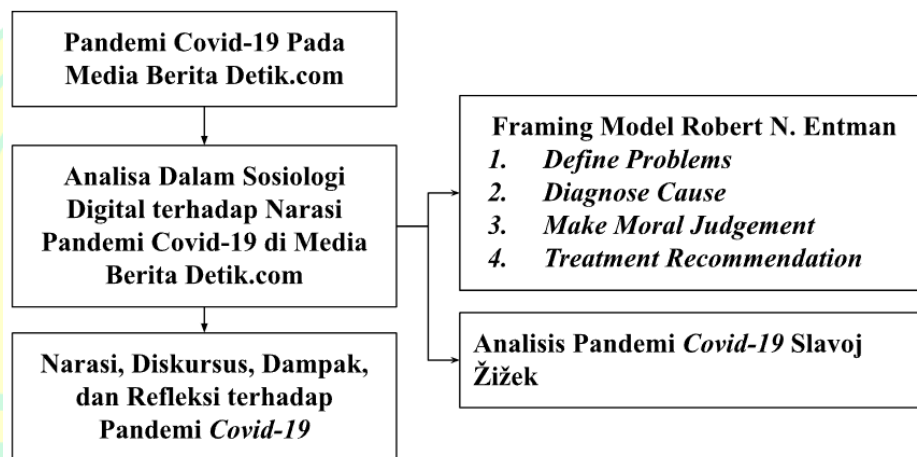 Pandemi Covid-19 Pada
Media Berita Detik.com
Analisa Dalam Sosiologi
Digital terhadap Narasi
Pandemi Covid-19 di Media
Berita Detik.com
Narasi, Diskursus, Dampak,
dan Refleksi terhadap
Pandemi Covid-19
Framing Model Robert N. Entman
1. Define Problems
2. Diagnose Cause
3. Make Moral Judgement
4. Treatment Recommendation
Analisis Pandemi Covid-19 Slavoj
Žižek